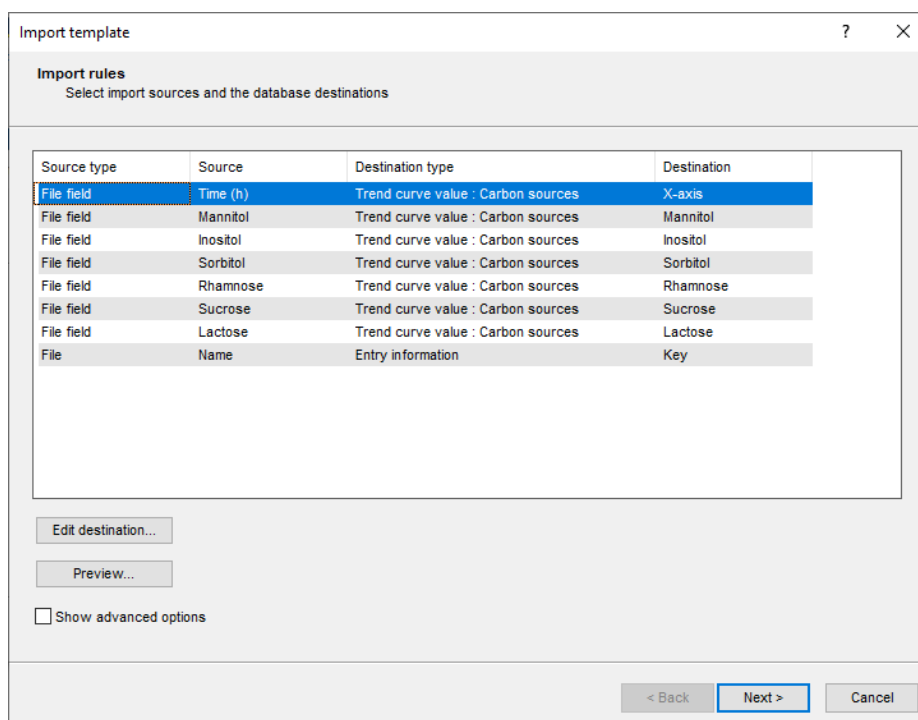 Import template ? ×
Import rules
Select import sources and the database destinations
Source type Source Destination type Destination
File field Time (h) Trend curve value : Carbon sources X-axis
File field Mannitol Trend curve value : Carbon sources Mannitol
File field Inositol Trend curve value : Carbon sources Inositol
File field Sorbitol Trend curve value : Carbon sources Sorbitol
File field Rhamnose Trend curve value : Carbon sources Rhamnose
File field Sucrose Trend curve value : Carbon sources Sucrose
File field Lactose Trend curve value : Carbon sources Lactose
File Name Entry information Key
Edit destination...
Preview...
Show advanced options
< Back Next > Cancel